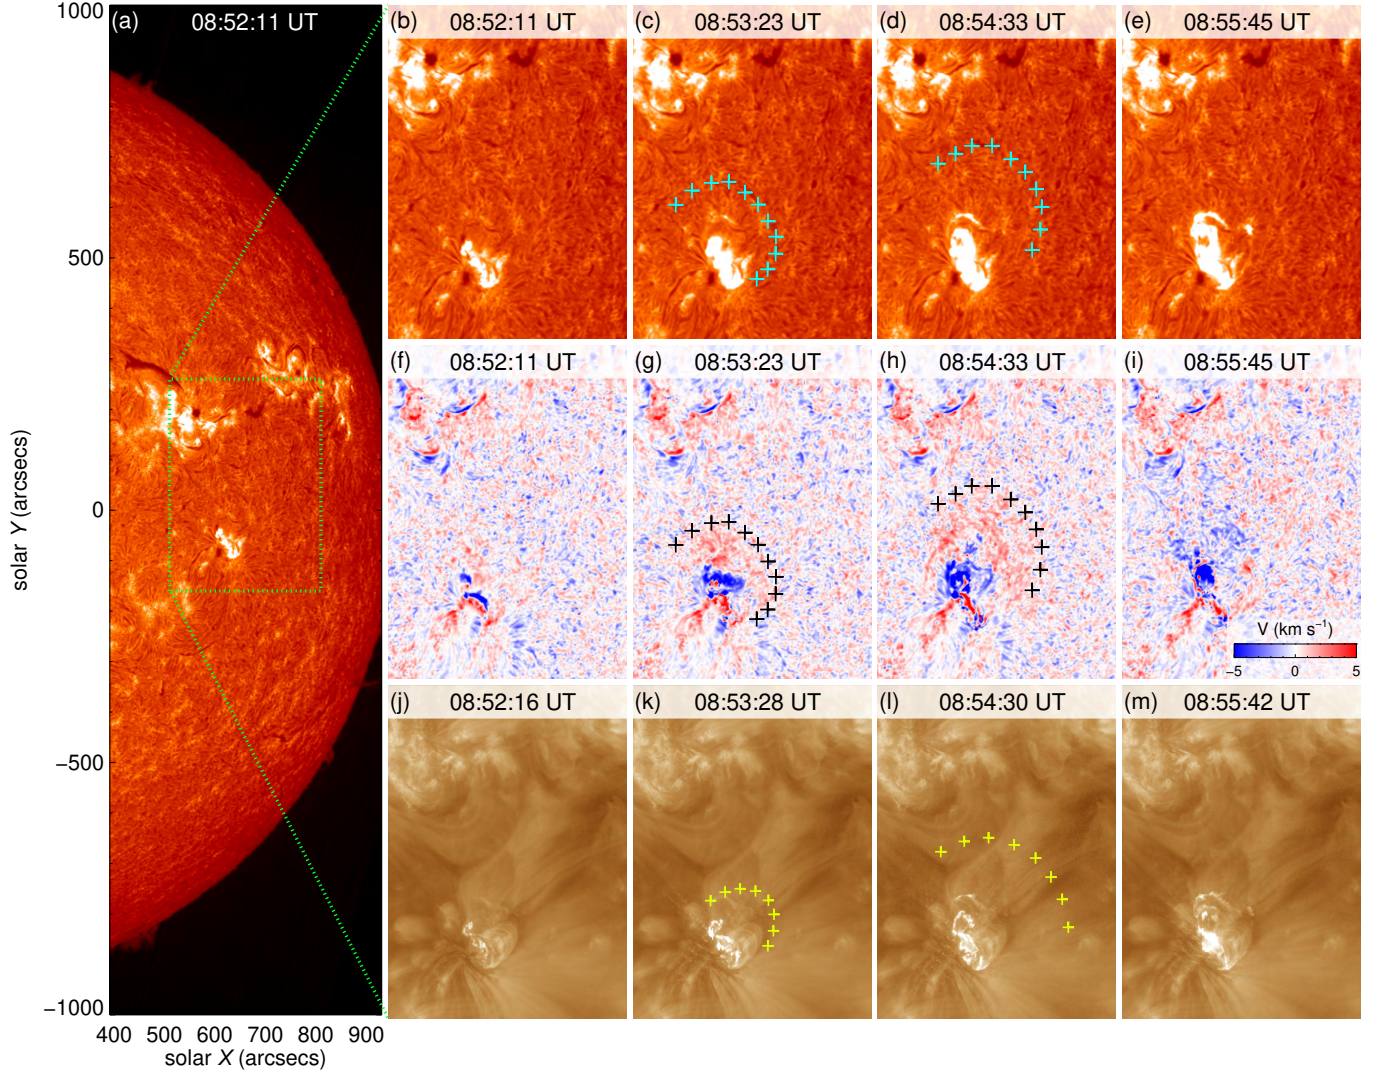 1000
500
0
−500
−1000
solar Y (arcsecs)
400 500 600 700 800 900
solar X (arcsecs)
(a) 08:52:11 UT
(b) 08:52:11 UT
(c) 08:53:23 UT
(d) 08:54:33 UT
(e) 08:55:45 UT
(f) 08:52:11 UT
(g) 08:53:23 UT
(h) 08:54:33 UT
(i) 08:55:45 UT
V (km s⁻¹)
−5 0 5
(j) 08:52:16 UT
(k) 08:53:28 UT
(l) 08:54:30 UT
(m) 08:55:42 UT